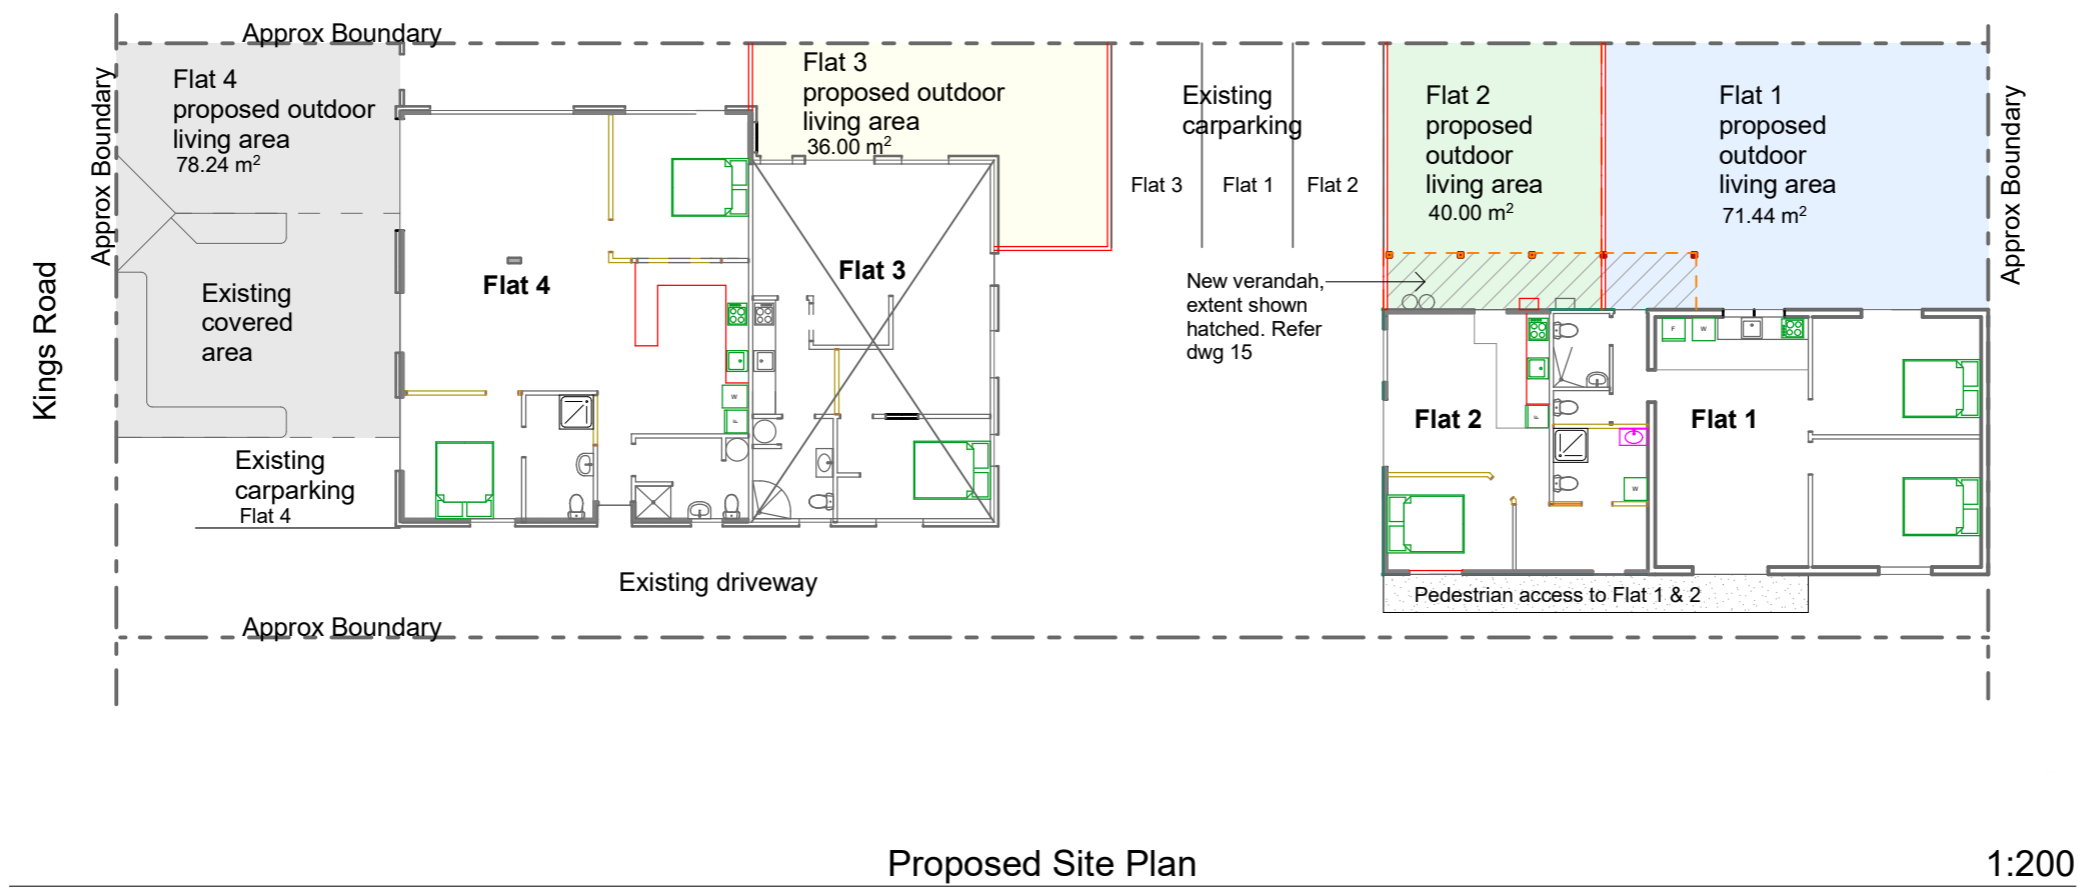 Approx Boundary
Flat 4
proposed outdoor
living area
78.24 m²
Approx Boundary
Kings Road
Existing
covered
area
Existing
carparking
Flat 4
Flat 4
Flat 3
proposed outdoor
living area
36.00 m²
Flat 3
Existing
carparking
Flat 3
Flat 1
Flat 2
New verandah,
extent shown
hatched. Refer
dwg 15
Flat 2
proposed
outdoor
living area
40.00 m²
Flat 1
proposed
outdoor
living area
71.44 m²
Approx Boundary
W
F
Flat 2
F
W
F
W
Flat 1
Existing driveway
Pedestrian access to Flat 1 & 2
Approx Boundary
Proposed Site Plan
1:200